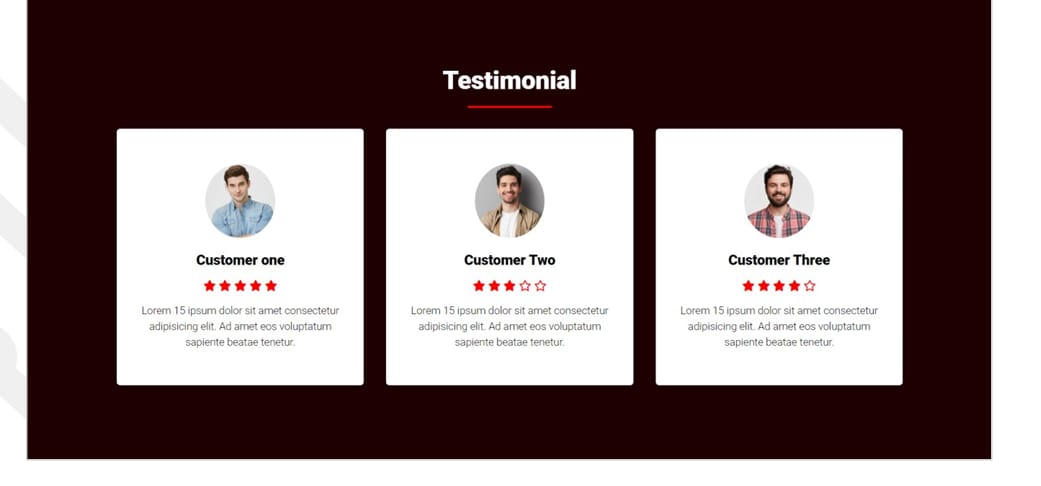 Testimonial
Customer one
Lorem 15 ipsum dolor sit amet consectetur
adipisicing elit. Ad amet eos voluptatum
sapiente beatae tenetur.
Customer Two
Lorem 15 ipsum dolor sit amet consectetur
adipisicing elit. Ad amet eos voluptatum
sapiente beatae tenetur.
Customer Three
Lorem 15 ipsum dolor sit amet consectetur
adipisicing elit. Ad amet eos voluptatum
sapiente beatae tenetur.